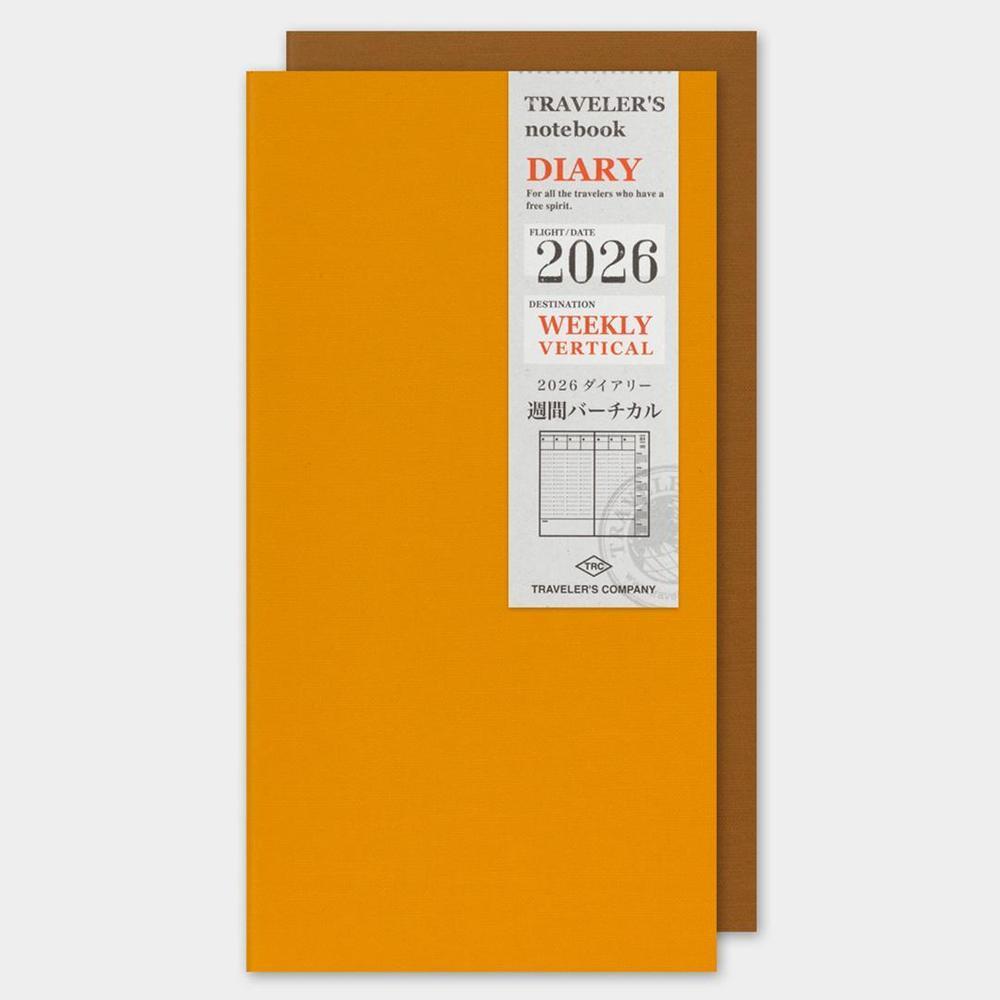 TRAVELER'S
notebook
DIARY
For all the travelers who have a
free spirit.
FLIGHT/DATE
2026
DESTINATION
WEEKLY
VERTICAL
2026 ダイアリー
週間バーチカル
TRC
TRAVELER'S COMPANY